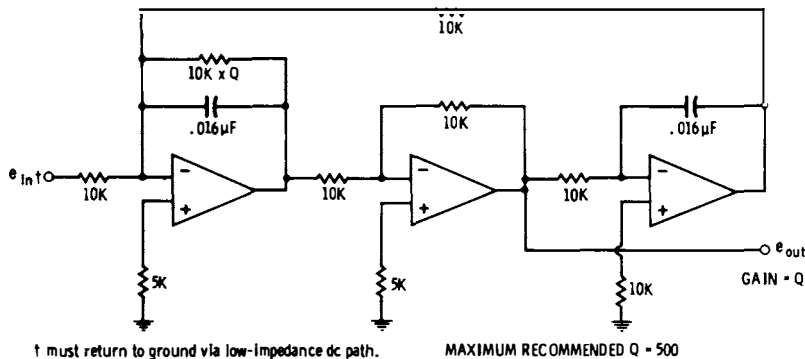 10K
10K x Q
.016µF
10K
.016µF
e in †
10K
−
+
10K
−
+
10K
−
+
5K
5K
10K
e out
GAIN = Q
† must return to ground via low-impedance dc path.
MAXIMUM RECOMMENDED Q = 500